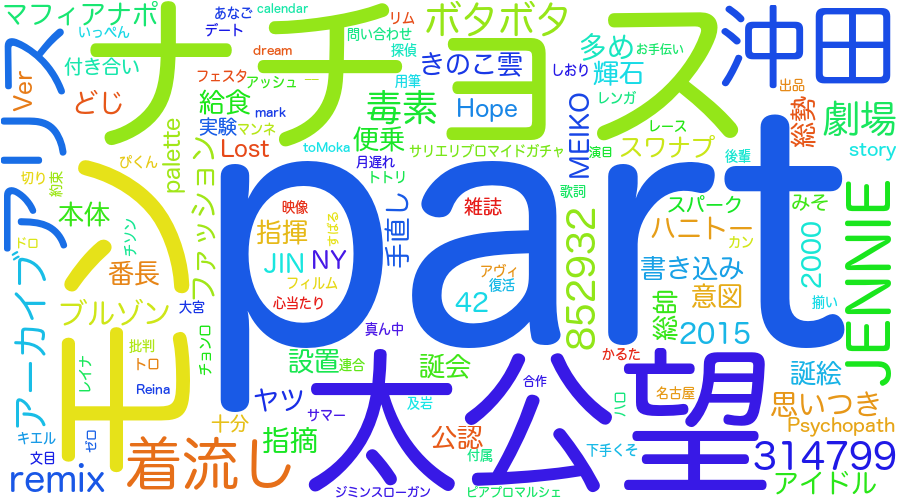 マフィアナポ
いっぺん
付き合い
あなご
デート
calendar
リム
問い合わせ
探偵
dream
フェスタ
アッシュ
用筆
ボタボタ
きのこ雲
しおり
多め
お手伝い
輝石
レンガ
沖田
出品
総勢
劇場
story
ナチョス
Ver
どじ
給食
mark
実験
マンネ
毒素
便乗
Hope
MEIKO
レース
スワナプ
後輩
アリス
palette
Lost
toMoka
月遅れ
サリエリブロマイドガチャ
演目
トトリ
歌詞
ぴくん
切り
約束
本体
ファッション
part
映像
すばる
手直し
雑誌
スパーク
みそ
ハニトー
カン
2000
JENNIE
指揮
JIN
NY
アヴィ
復活
フィルム
心当たり
42
852932
書き込み
意図
揃い
ドロ
チソン
番長
大宮
ブルゾン
総帥
2015
アーカイブ
モン
批判
トロ
チョンロ
レイナ
Reina
真ん中
設置
連合
誕会
かるた
誕絵
ヤッ
太公望
合作
ハロ
名古屋
思いつき
Psychopath
キエル
文目
ゼロ
着流し
十分
サマー
指摘
及岩
公認
付属
下手くそ
314799
remix
ジミンスローガン
ピアプロマルシェ
アイドル